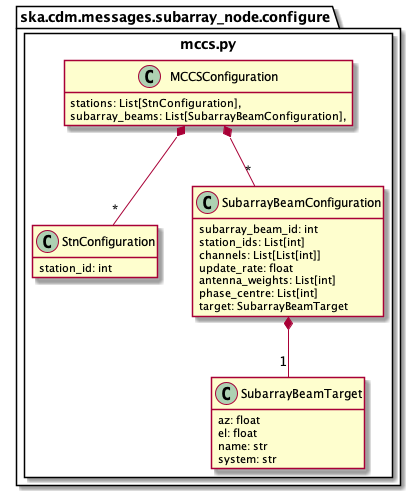 ska.cdm.messages.subarray_node.configure
mccs.py
C MCCSConfiguration
stations: List[StnConfiguration],
subarray_beams: List[SubarrayBeamConfiguration],
*
*
C StnConfiguration
station_id: int
C SubarrayBeamConfiguration
subarray_beam_id: int
station_ids: List[int]
channels: List[List[int]]
update_rate: float
antenna_weights: List[int]
phase_centre: List[int]
target: SubarrayBeamTarget
1
C SubarrayBeamTarget
az: float
el: float
name: str
system: str